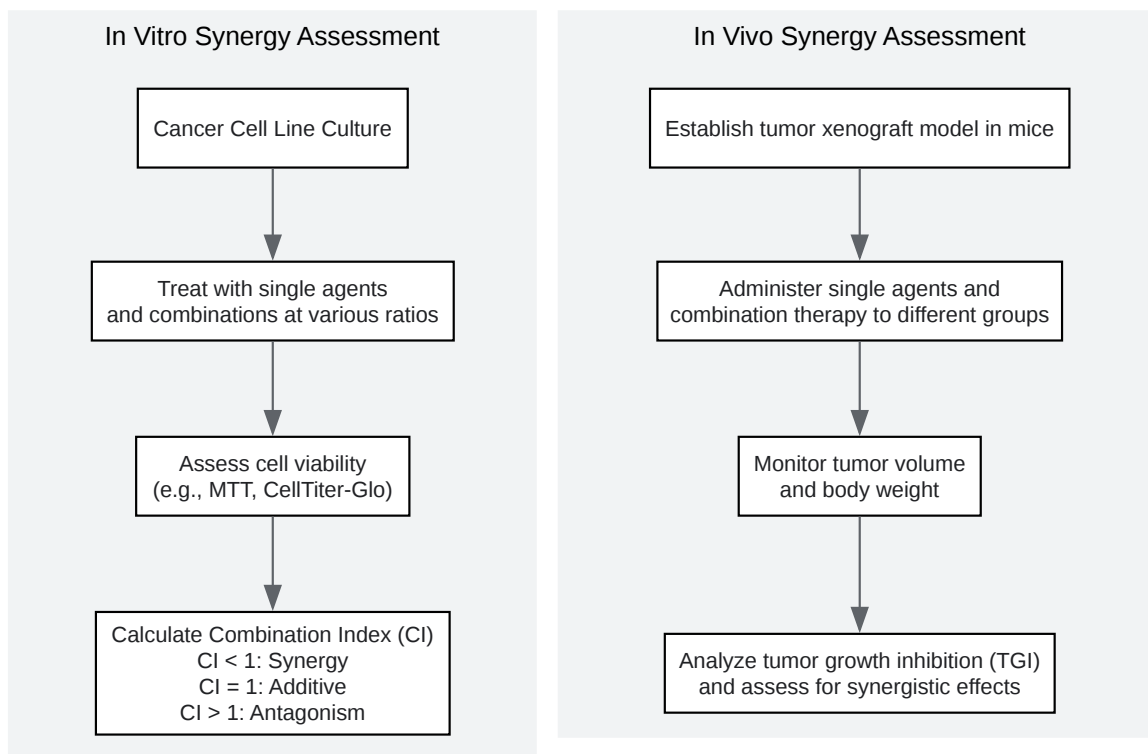 In Vitro Synergy Assessment
Cancer Cell Line Culture
Treat with single agents
and combinations at various ratios
Assess cell viability
(e.g., MTT, CellTiter-Glo)
Calculate Combination Index (CI)
CI < 1: Synergy
CI = 1: Additive
CI > 1: Antagonism
In Vivo Synergy Assessment
Establish tumor xenograft model in mice
Administer single agents and
combination therapy to different groups
Monitor tumor volume
and body weight
Analyze tumor growth inhibition (TGI)
and assess for synergistic effects